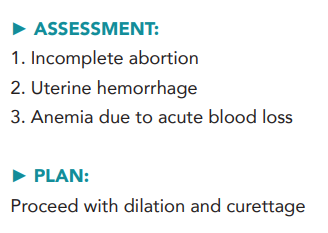 ► ASSESSMENT:
1. Incomplete abortion
2. Uterine hemorrhage
3. Anemia due to acute blood loss
► PLAN:
Proceed with dilation and curettage